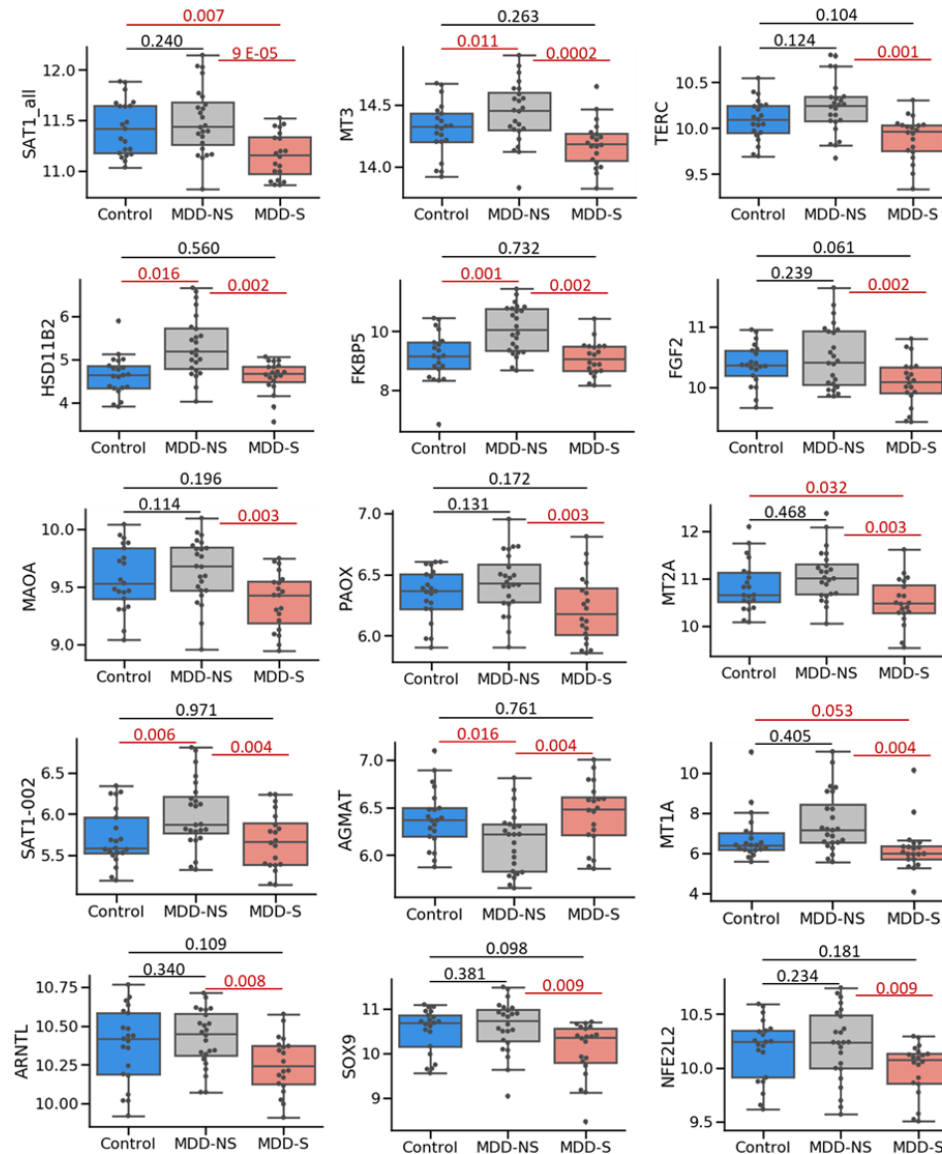 0.007
0.240 9 E-05
SAT1_all
12.0
11.5
11.0
Control MDD-NS MDD-S
0.263
0.011 0.0002
MT3
14.5
14.0
Control MDD-NS MDD-S
0.104
0.124 0.001
TERC
10.5
10.0
9.5
Control MDD-NS MDD-S
0.560
0.016 0.002
HSD11B2
6
5
4
Control MDD-NS MDD-S
0.732
0.001 0.002
FKBP5
10
8
Control MDD-NS MDD-S
0.061
0.239 0.002
FGF2
11
10
Control MDD-NS MDD-S
0.196
0.114 0.003
MAOA
10.0
9.5
9.0
Control MDD-NS MDD-S
0.172
0.131 0.003
PAOX
7.0
6.5
6.0
Control MDD-NS MDD-S
0.032
0.468 0.003
MT2A
12
11
10
Control MDD-NS MDD-S
0.971
0.006 0.004
SAT1-002
6.5
6.0
5.5
Control MDD-NS MDD-S
0.761
0.016 0.004
AGMAT
7.0
6.5
6.0
Control MDD-NS MDD-S
0.053
0.405 0.004
MT1A
10
8
6
4
Control MDD-NS MDD-S
0.109
0.340 0.008
ARNTL
10.75
10.50
10.25
10.00
Control MDD-NS MDD-S
0.098
0.381 0.009
SOX9
11
10
9
Control MDD-NS MDD-S
0.181
0.234 0.009
NFE2L2
10.5
10.0
9.5
Control MDD-NS MDD-S